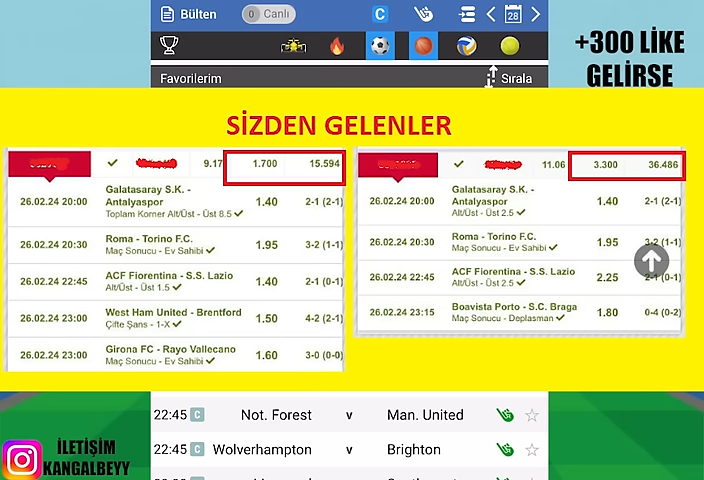 Bülten
0 Canlı
C
28
+300 LİKE
GELİRSE
Favorilerim
Sırala
SİZDEN GELENLER
9.17 1.700 15.594
26.02.24 20:00 Galatasaray S.K. - Antalyaspor 1.40 2-1 (2-1)
Toplam Korner Alt/Üst - Üst 8.5
26.02.24 20:30 Roma - Torino F.C. 1.95 3-2 (1-1)
Maç Sonucu - Ev Sahibi
26.02.24 22:45 ACF Fiorentina - S.S. Lazio 1.40 2-1 (0-1)
Alt/Üst - Üst 1.5
26.02.24 23:00 West Ham United - Brentford 1.50 4-2 (2-1)
Çifte Şans - 1-X
26.02.24 23:00 Girona FC - Rayo Vallecano 1.60 3-0 (0-0)
Maç Sonucu - Ev Sahibi
11.06 3.300 36.486
26.02.24 20:00 Galatasaray S.K. - Antalyaspor 1.40 2-1 (2-1)
Alt/Üst - Üst 2.5
26.02.24 20:30 Roma - Torino F.C. 1.95 3-2 (1-1)
Maç Sonucu - Ev Sahibi
26.02.24 22:45 ACF Fiorentina - S.S. Lazio 2.25 2-1 (0-1)
Alt/Üst - Üst 2.5
26.02.24 23:15 Boavista Porto - S.C. Braga 1.80 0-4 (0-2)
Maç Sonucu - Deplasman
22:45 C Not. Forest v Man. United
22:45 C Wolverhampton v Brighton
İLETİŞİM
KANGALBEYY